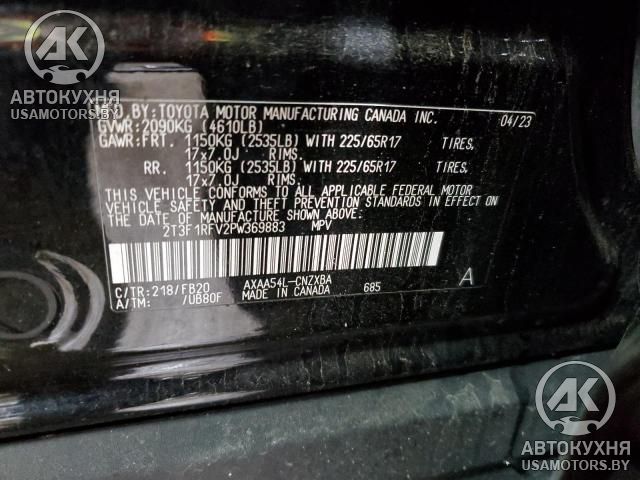 АК
АВТОКУХНЯ
USAMOTORS.BY
MFD. BY: TOYOTA MOTOR MANUFACTURING CANADA INC. 04/23
GVWR: 2090KG (4610LB)
GAWR: FRT. 1150KG (2535LB) WITH 225/65R17 TIRES,
17x7.0J RIMS.
RR. 1150KG (2535LB) WITH 225/65R17 TIRES,
17x7.0J RIMS.
THIS VEHICLE CONFORMS TO ALL APPLICABLE FEDERAL MOTOR
VEHICLE SAFETY AND THEFT PREVENTION STANDARDS IN EFFECT ON
THE DATE OF MANUFACTURE SHOWN ABOVE.
2T3F1RFV2PW369883 MPV
C/TR: 218/FB20 AXAA54L-CNZXBA A
A/TM: /UB80F MADE IN CANADA 685
АК
АВТОКУХНЯ
USAMOTORS.BY